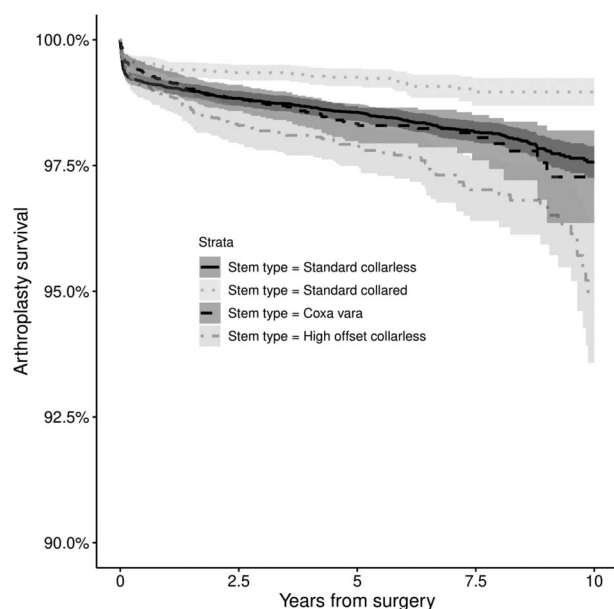 100.0%
97.5%
95.0%
92.5%
90.0%
Arthroplasty survival
Strata
Stem type = Standard collarless
Stem type = Standard collared
Stem type = Coxa vara
Stem type = High offset collarless
0
2.5
5
7.5
10
Years from surgery